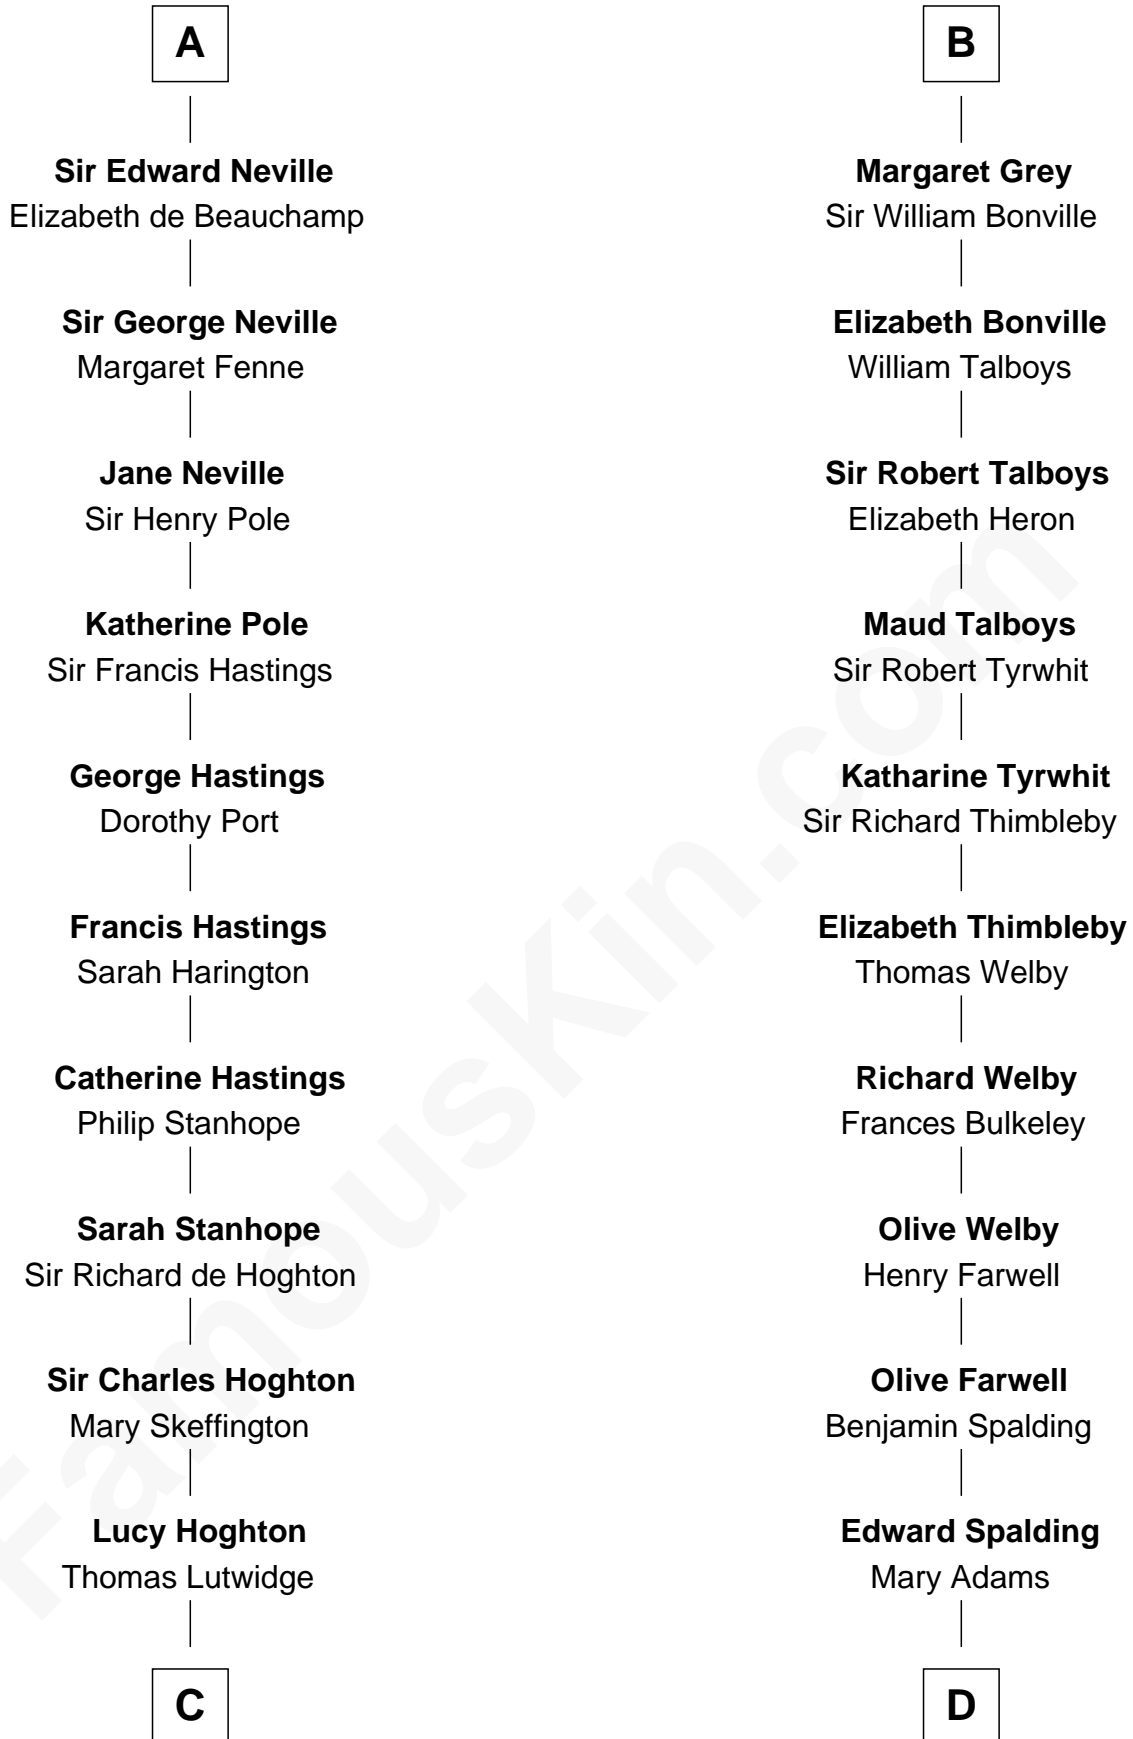 A
Sir Edward Neville
Elizabeth de Beauchamp
Sir George Neville
Margaret Fenne
Jane Neville
Sir Henry Pole
Katherine Pole
Sir Francis Hastings
George Hastings
Dorothy Port
Francis Hastings
Sarah Harington
Catherine Hastings
Philip Stanhope
Sarah Stanhope
Sir Richard de Hoghton
Sir Charles Hoghton
Mary Skeffington
Lucy Hoghton
Thomas Lutwidge
C
B
Margaret Grey
Sir William Bonville
Elizabeth Bonville
William Talboys
Sir Robert Talboys
Elizabeth Heron
Maud Talboys
Sir Robert Tyrwhit
Katharine Tyrwhit
Sir Richard Thimbleby
Elizabeth Thimbleby
Thomas Welby
Richard Welby
Frances Bulkeley
Olive Welby
Henry Farwell
Olive Farwell
Benjamin Spalding
Edward Spalding
Mary Adams
D
FamousKin.com